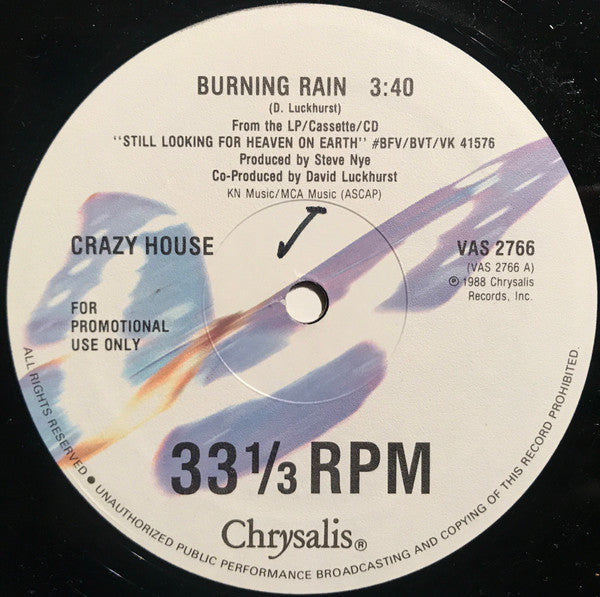 BURNING RAIN 3:40
(D. Luckhurst)
From the LP/Cassette/CD
"STILL LOOKING FOR HEAVEN ON EARTH" #BFV/BVT/VK 41576
Produced by Steve Nye
Co-Produced by David Luckhurst
KN Music/MCA Music (ASCAP)
CRAZY HOUSE
FOR
PROMOTIONAL
USE ONLY
VAS 2766
(VAS 2766 A)
℗ 1988 Chrysalis
Records, Inc.
33 1/3 RPM
Chrysalis®
ALL RIGHTS RESERVED ● UNAUTHORIZED PUBLIC PERFORMANCE BROADCASTING AND COPYING OF THIS RECORD PROHIBITED.